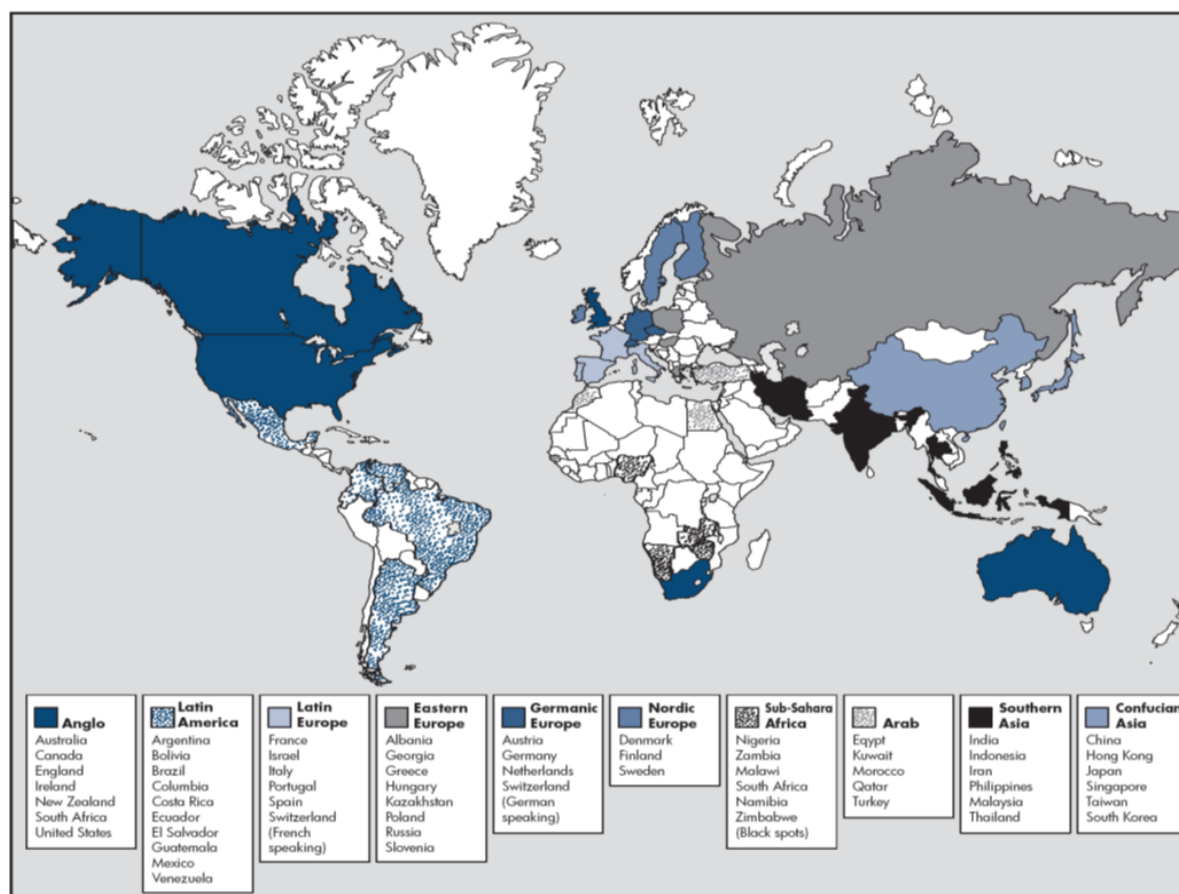 Anglo
Australia
Canada
England
Ireland
New Zealand
South Africa
United States
Latin
America
Argentina
Bolivia
Brazil
Columbia
Costa Rica
Ecuador
El Salvador
Guatemala
Mexico
Venezuela
Latin
Europe
France
Israel
Italy
Portugal
Spain
Switzerland
(French
speaking)
Eastern
Europe
Albania
Georgia
Greece
Hungary
Kazakhstan
Poland
Russia
Slovenia
Germanic
Europe
Austria
Germany
Netherlands
Switzerland
(German
speaking)
Nordic
Europe
Denmark
Finland
Sweden
Sub-Sahara
Africa
Nigeria
Zambia
Malawi
South Africa
Namibia
Zimbabwe
(Black spots)
Arab
Eqypt
Kuwait
Morocco
Qatar
Turkey
Southern
Asia
India
Indonesia
Iran
Philippines
Malaysia
Thailand
Confucian
Asia
China
Hong Kong
Japan
Singapore
Taiwan
South Korea